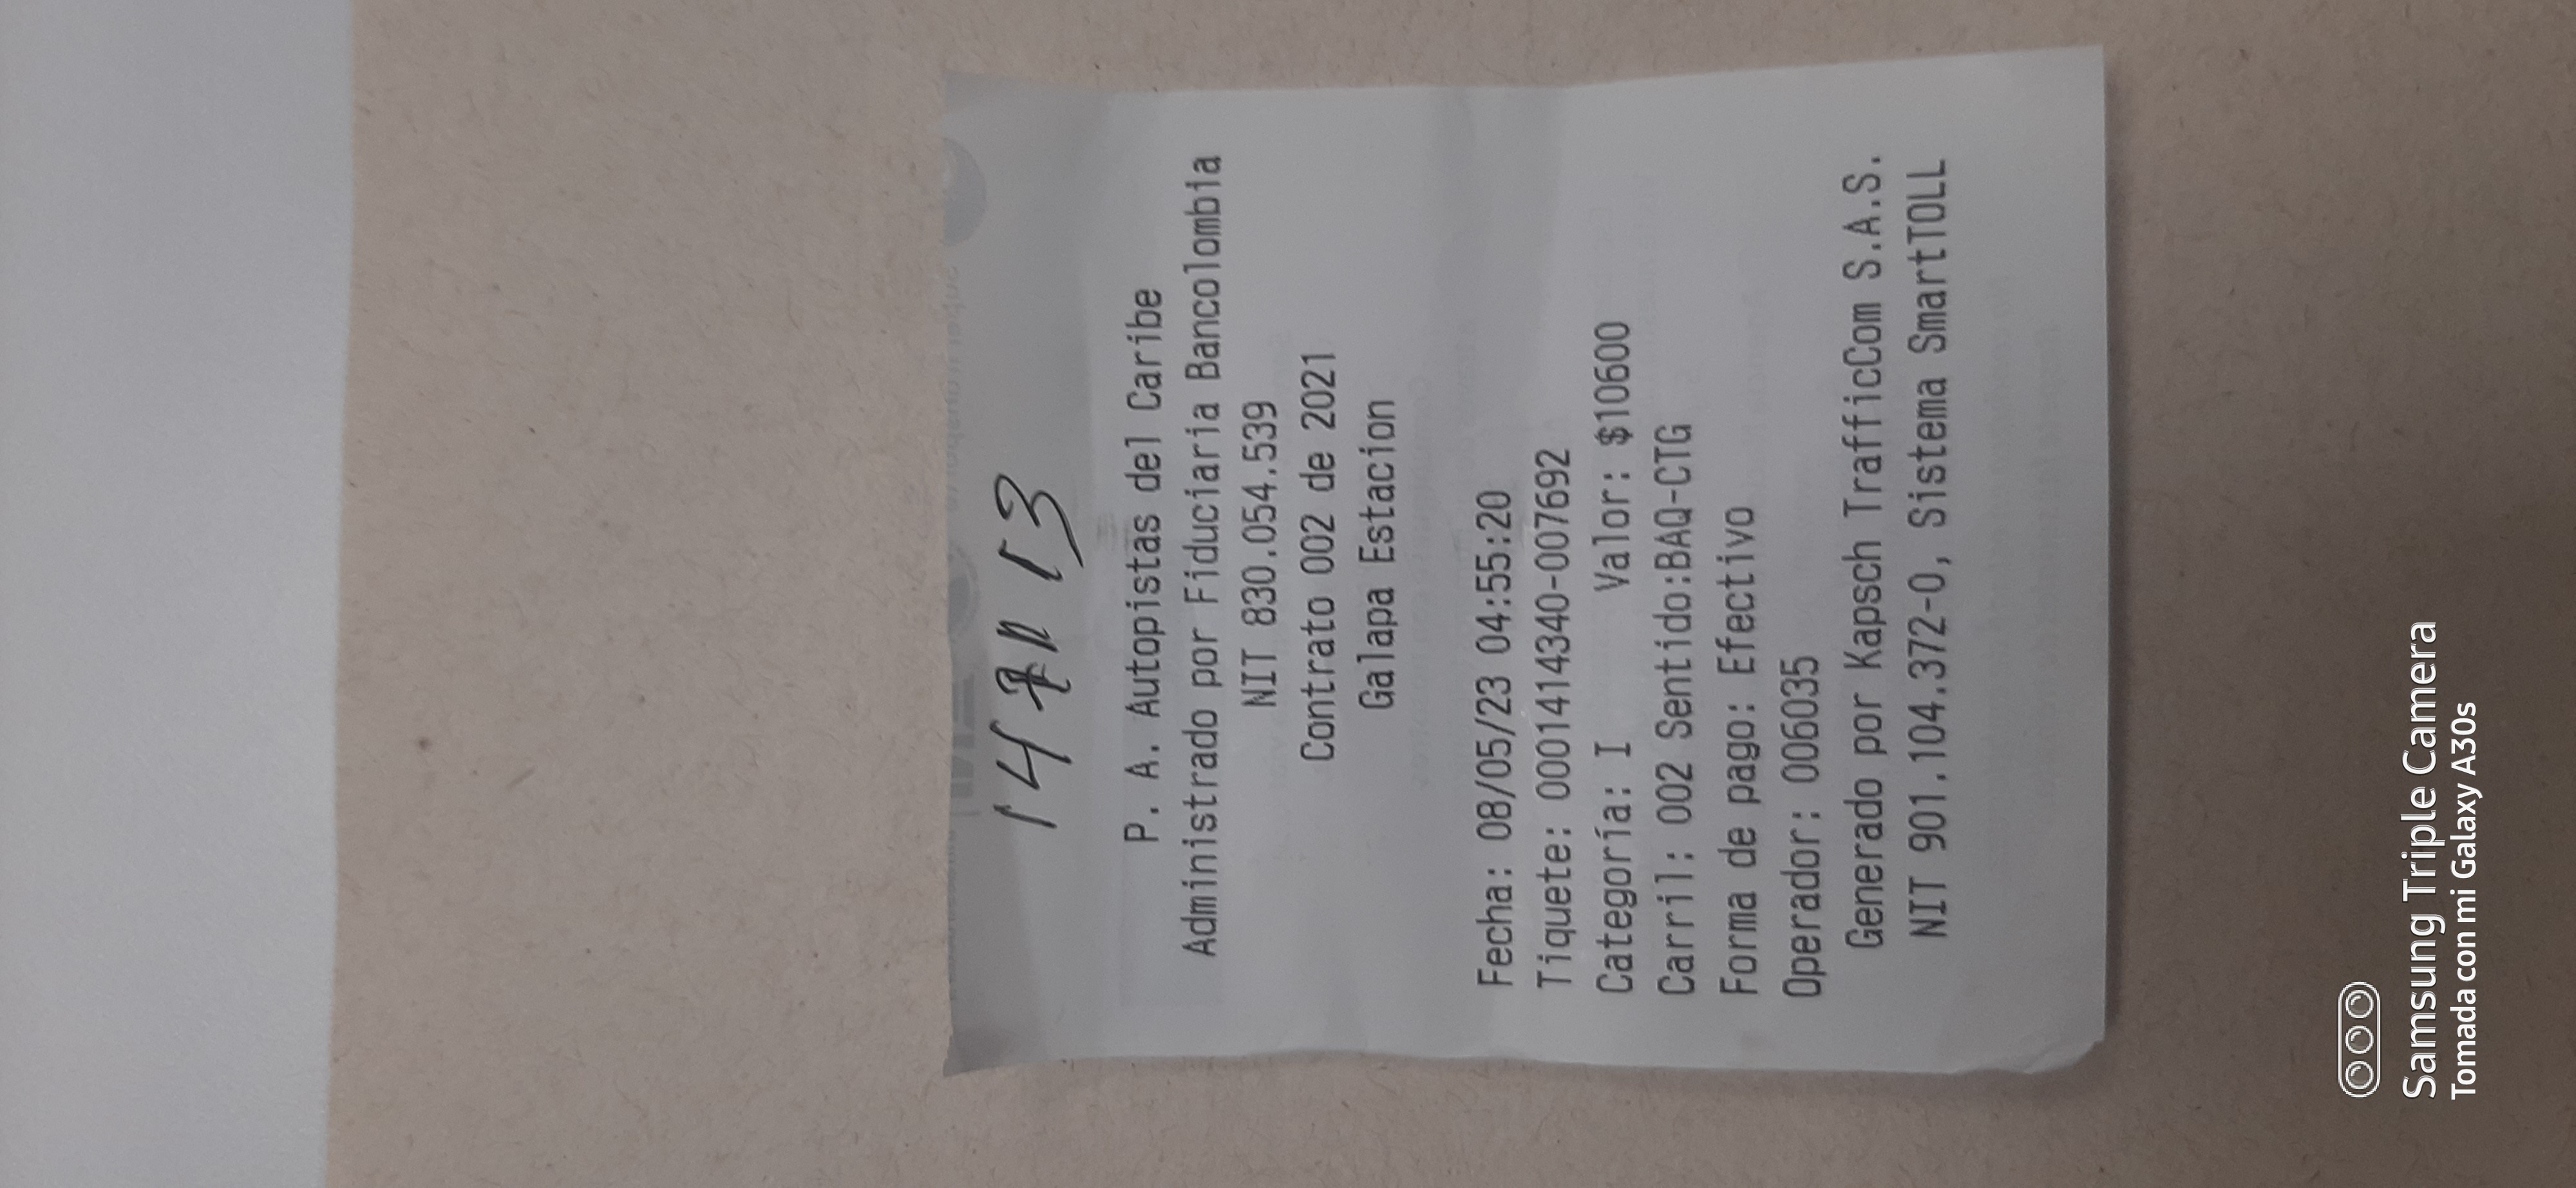 P. A. Autopistas del Caribe
Administrado por Fiduciaria Bancolombia
NIT 830.054.539
Contrato 002 de 2021
Galapa Estacion
Fecha: 08/05/23 04:55:20
Tiquete: 000141414340-007692
Categoría: I Valor: $10600
Carril: 002 Sentido:BAQ-CTG
Forma de pago: Efectivo
Operador: 006035
Generado por Kapsch TrafficCom S.A.S.
NIT 901.104.372-0, Sistema SmartTOLL
Samsung Triple Camera
Tomada con mi Galaxy A30s